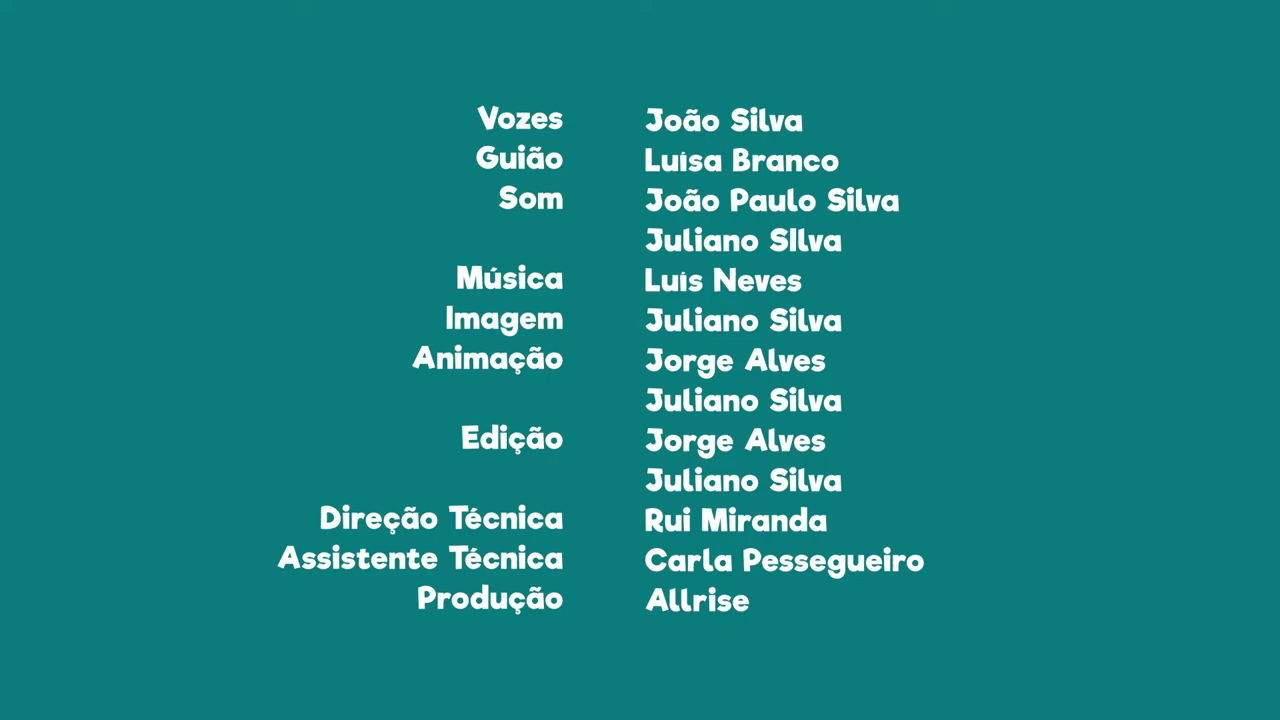 Vozes João Silva
Guião Luísa Branco
Som João Paulo Silva
Juliano SIlva
Música Luís Neves
Imagem Juliano Silva
Animação Jorge Alves
Juliano Silva
Edição Jorge Alves
Juliano Silva
Direção Técnica Rui Miranda
Assistente Técnica Carla Pessegueiro
Produção Allrise